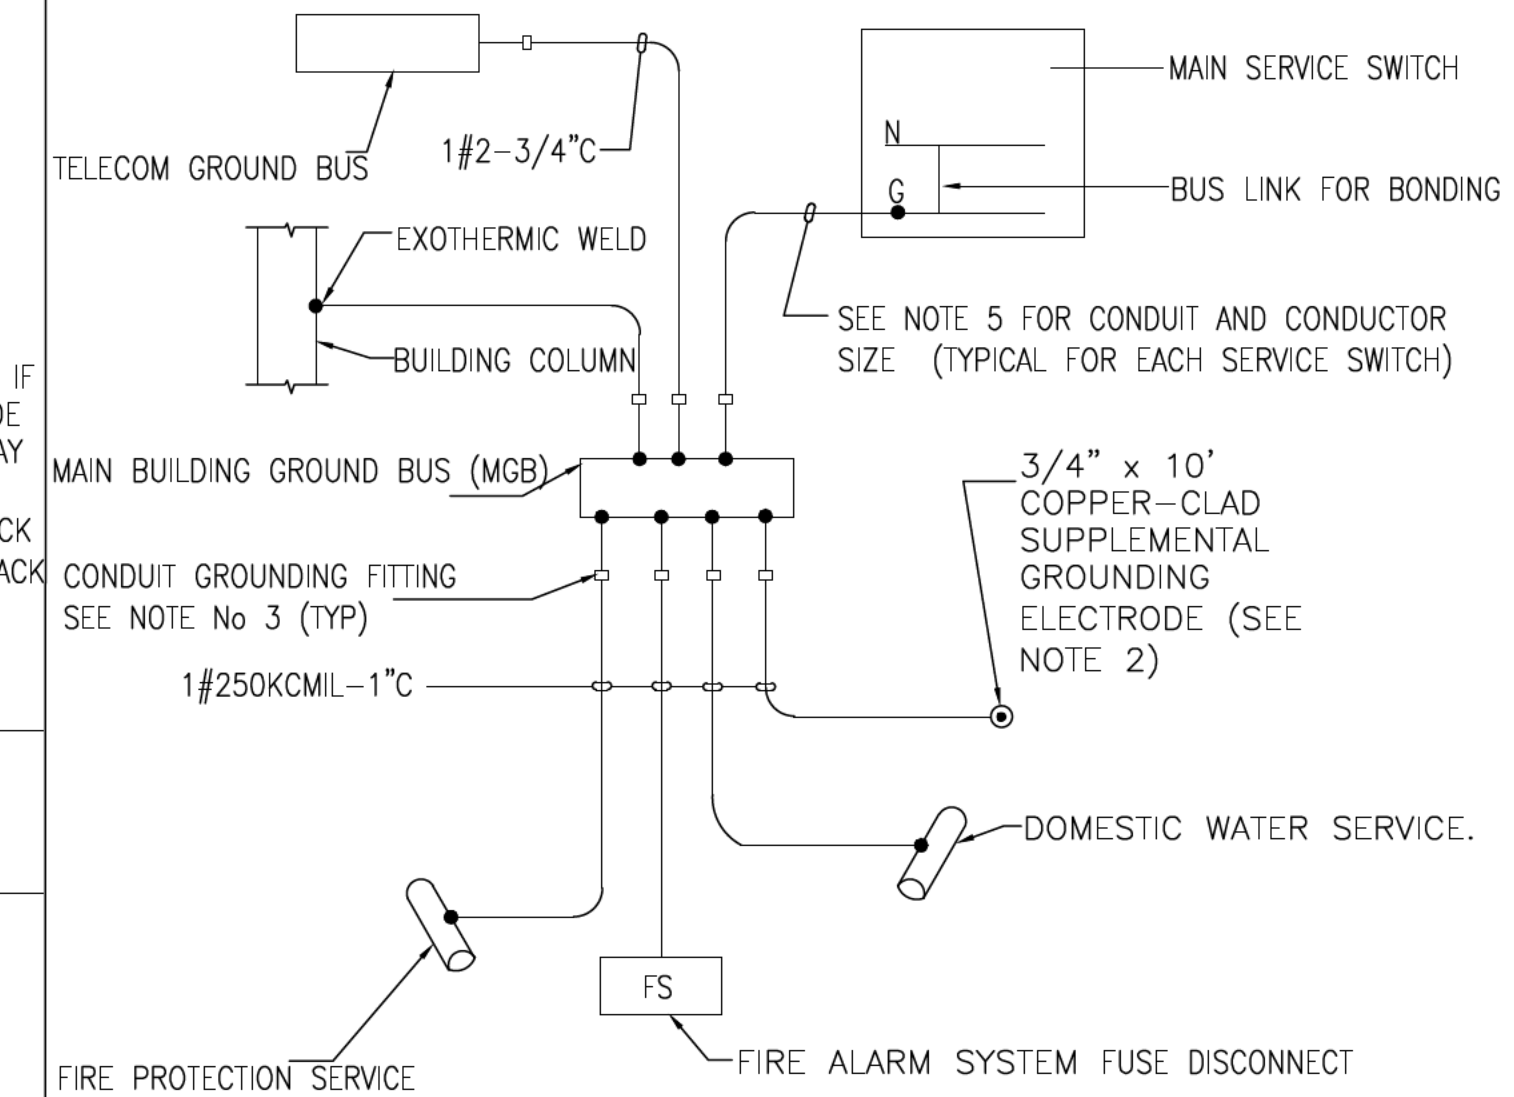 MAIN SERVICE SWITCH
1#2-3/4"C
TELECOM GROUND BUS
N
G
BUS LINK FOR BONDING
EXOTHERMIC WELD
SEE NOTE 5 FOR CONDUIT AND CONDUCTOR
SIZE (TYPICAL FOR EACH SERVICE SWITCH)
BUILDING COLUMN
IF
AY
MAIN BUILDING GROUND BUS (MGB)
3/4" x 10'
COPPER-CLAD
SUPPLEMENTAL
GROUNDING
ELECTRODE (SEE
NOTE 2)
CK
ACK
CONDUIT GROUNDING FITTING
SEE NOTE No 3 (TYP)
1#250KCMIL-1"C
DOMESTIC WATER SERVICE.
FS
FIRE ALARM SYSTEM FUSE DISCONNECT
FIRE PROTECTION SERVICE